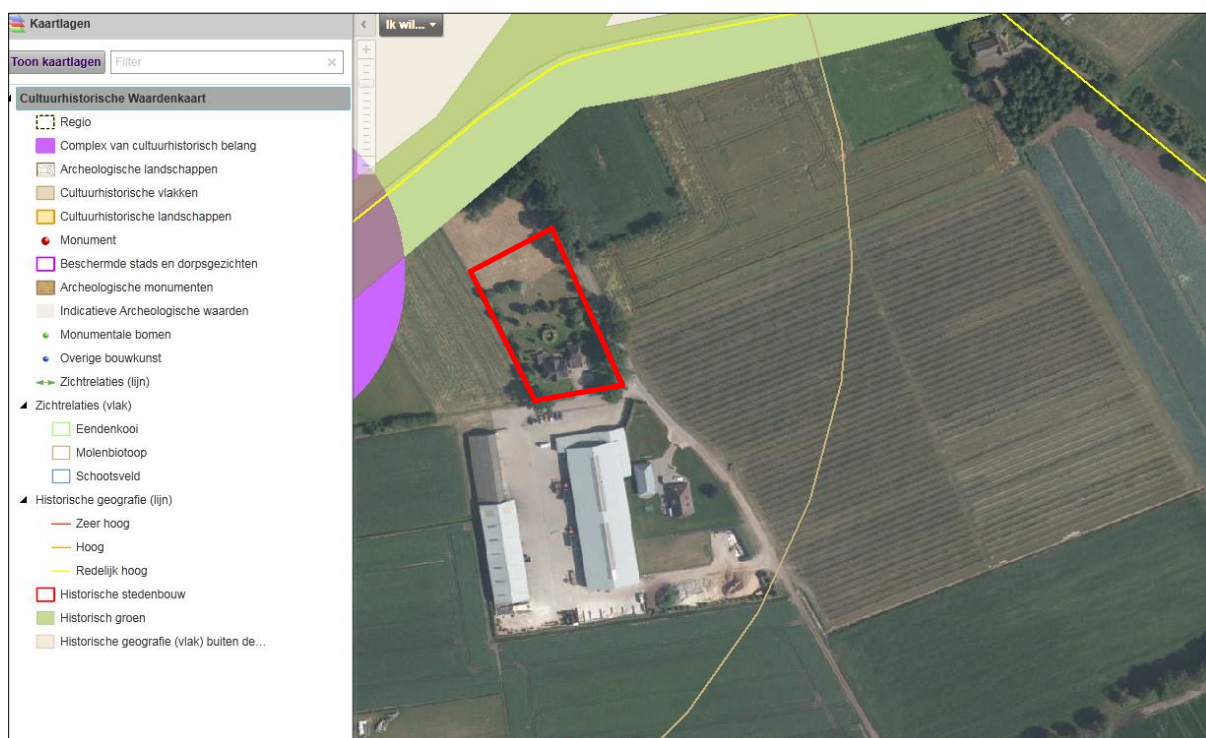 Kaartlagen
Ik wil...
Toon kaartlagen
Filter
Cultuurhistorische Waardenkaart
Regio
Complex van cultuurhistorisch belang
Archeologische landschappen
Cultuurhistorische vlakken
Cultuurhistorische landschappen
Monument
Beschermde stads en dorpsgezichten
Archeologische monumenten
Indicatieve Archeologische waarden
Monumentale bomen
Overige bouwkunst
Zichtrelaties (lijn)
Zichtrelaties (vlak)
Eendenkooi
Molenbiotoop
Schootsveld
Historische geografie (lijn)
Zeer hoog
Hoog
Redelijk hoog
Historische stedenbouw
Historisch groen
Historische geografie (vlak) buiten de...